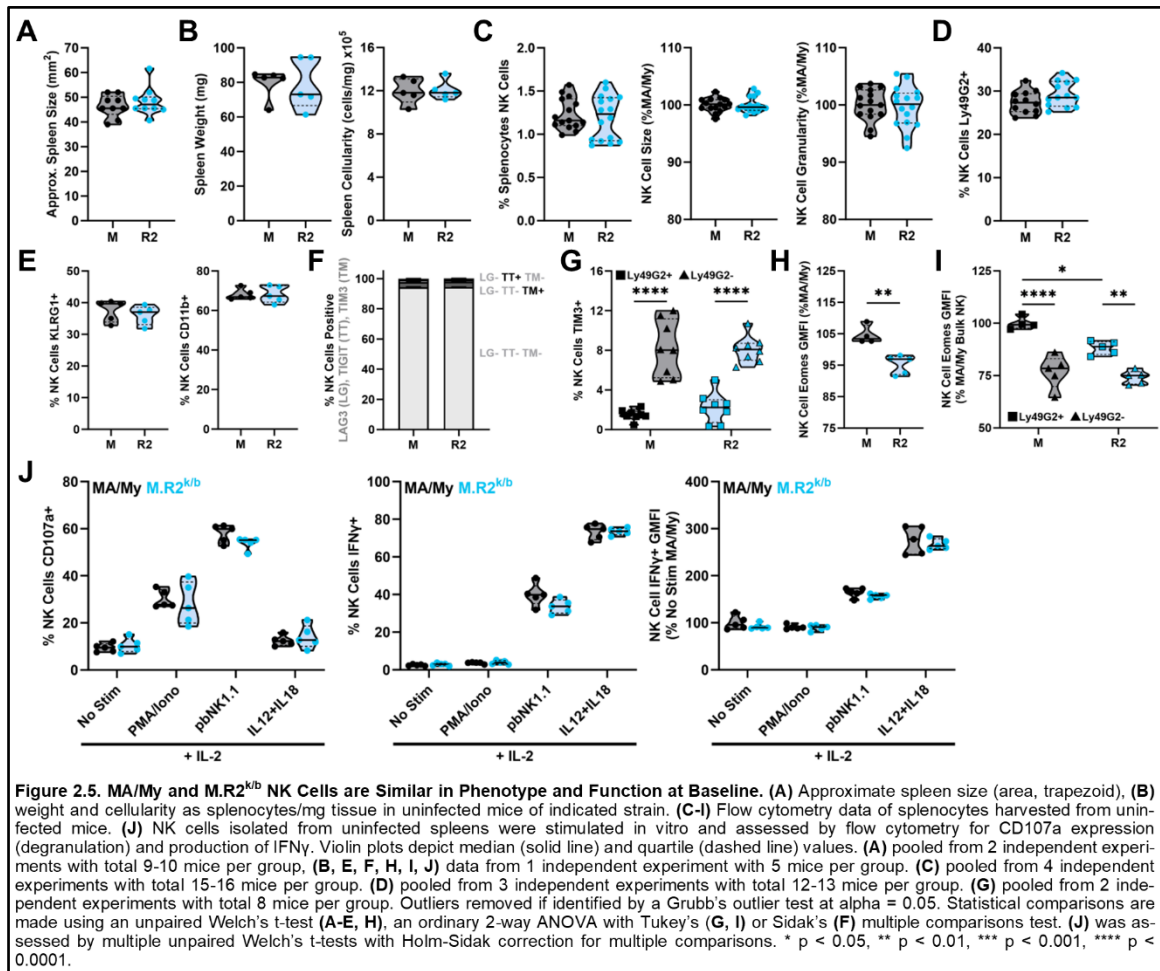 A
Approx. Spleen Size (mm²)
70
60
50
40
30
20
10
0
M
R2
B
Spleen Weight (mg)
100
80
60
40
20
0
M
R2
Spleen Cellularity (cells/mg) x10⁵
16
12
8
4
0
M
R2
C
% Splenocytes NK Cells
2.0
1.5
1.0
0.5
0.0
M
R2
NK Cell Size (%MA/My)
110
100
90
80
M
R2
NK Cell Granularity (%MA/My)
110
100
90
80
M
R2
D
% NK Cells Ly49G2+
40
30
20
10
0
M
R2
E
% NK Cells KLRG1+
50
40
30
20
10
0
M
R2
% NK Cells CD11b+
80
60
40
20
0
M
R2
F
% NK Cells Positive
LAG3 (LG), TIGIT (TT), TIM3 (TM)
100
80
60
40
20
0
LG- TT+ TM-
LG- TT- TM+
LG- TT- TM-
M
R2
G
Ly49G2+ Ly49G2-
% NK Cells TIM3+
16
12
8
4
0
**** ****
M
R2
H
NK Cell Eomes GMFI (%MA/My)
125
115
105
95
85
75
**
M
R2
I
NK Cell Eomes GMFI
(% MA/My Bulk NK)
125
100
75
50
*
**** **
Ly49G2+ Ly49G2-
M
R2
J
MA/My M.R2k/b
% NK Cells CD107a+
80
60
40
20
0
No Stim
PMA/Iono
pbNK1.1
IL12+IL18
+ IL-2
MA/My M.R2k/b
% NK Cells IFNγ+
100
80
60
40
20
0
No Stim
PMA/Iono
pbNK1.1
IL12+IL18
+ IL-2
MA/My M.R2k/b
NK Cell IFNγ+ GMFI
(% No Stim MA/My)
400
300
200
100
0
No Stim
PMA/Iono
pbNK1.1
IL12+IL18
+ IL-2
Figure 2.5. MA/My and M.R2k/b NK Cells are Similar in Phenotype and Function at Baseline. (A) Approximate spleen size (area, trapezoid), (B)
weight and cellularity as splenocytes/mg tissue in uninfected mice of indicated strain. (C-I) Flow cytometry data of splenocytes harvested from unin-
fected mice. (J) NK cells isolated from uninfected spleens were stimulated in vitro and assessed by flow cytometry for CD107a expression
(degranulation) and production of IFNγ. Violin plots depict median (solid line) and quartile (dashed line) values. (A) pooled from 2 independent experi-
ments with total 9-10 mice per group, (B, E, F, H, I, J) data from 1 independent experiment with 5 mice per group. (C) pooled from 4 independent
experiments with total 15-16 mice per group. (D) pooled from 3 independent experiments with total 12-13 mice per group. (G) pooled from 2 inde-
pendent experiments with total 8 mice per group. Outliers removed if identified by a Grubb's outlier test at alpha = 0.05. Statistical comparisons are
made using an unpaired Welch's t-test (A-E, H), an ordinary 2-way ANOVA with Tukey's (G, I) or Sidak's (F) multiple comparisons test. (J) was as-
sessed by multiple unpaired Welch's t-tests with Holm-Sidak correction for multiple comparisons. * p < 0.05, ** p < 0.01, *** p < 0.001, **** p <
0.0001.